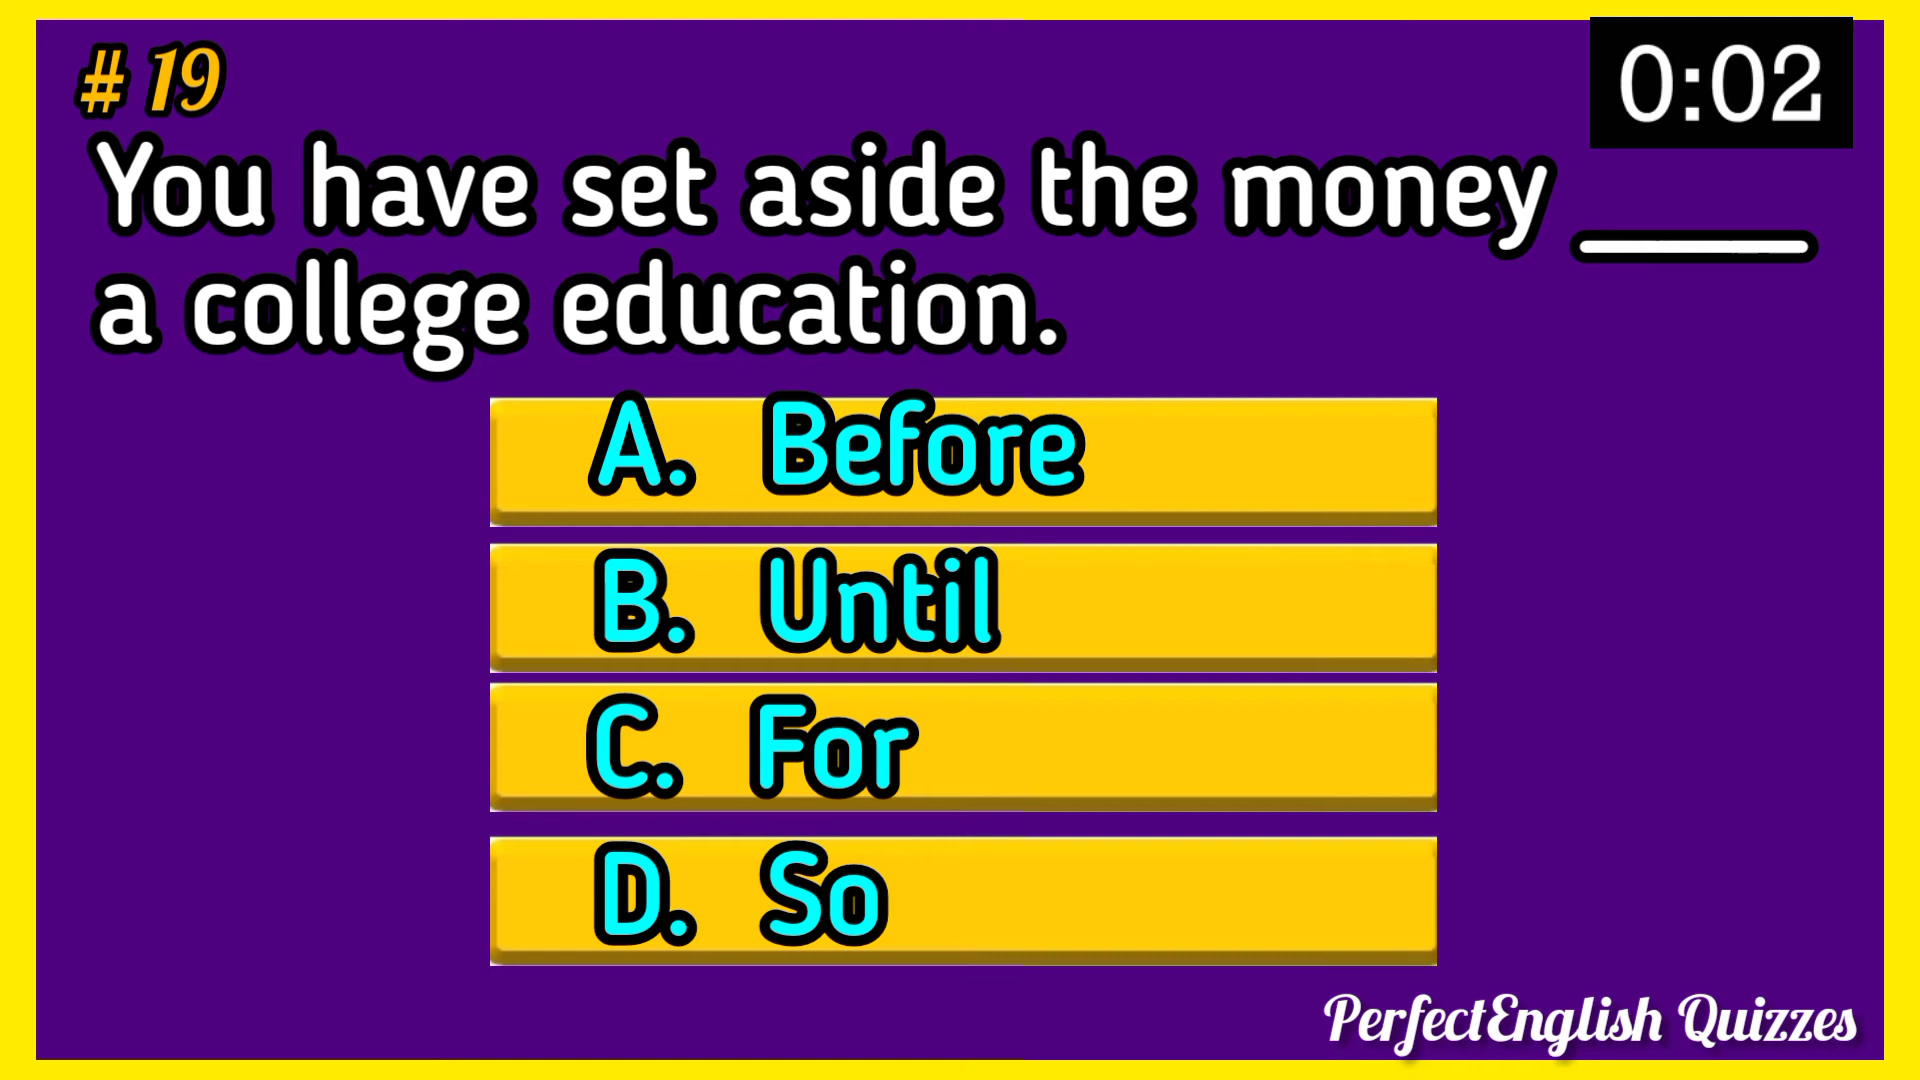 # 19
0:02
You have set aside the money ____
a college education.
A. Before
B. Until
C. For
D. So
PerfectEnglish Quizzes